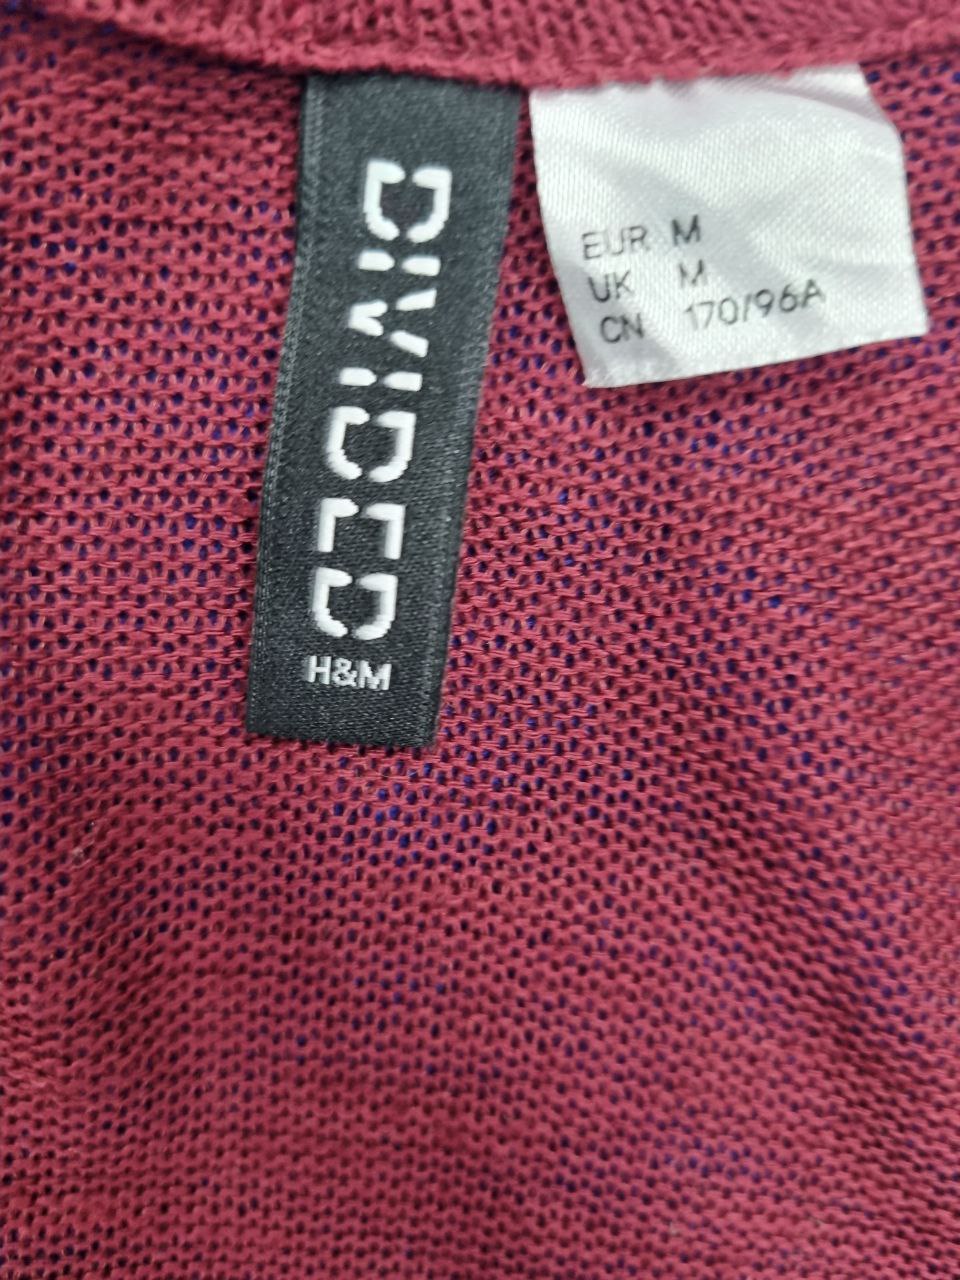 DIVIDED
H&M
EUR M
UK M
CN 170/96A